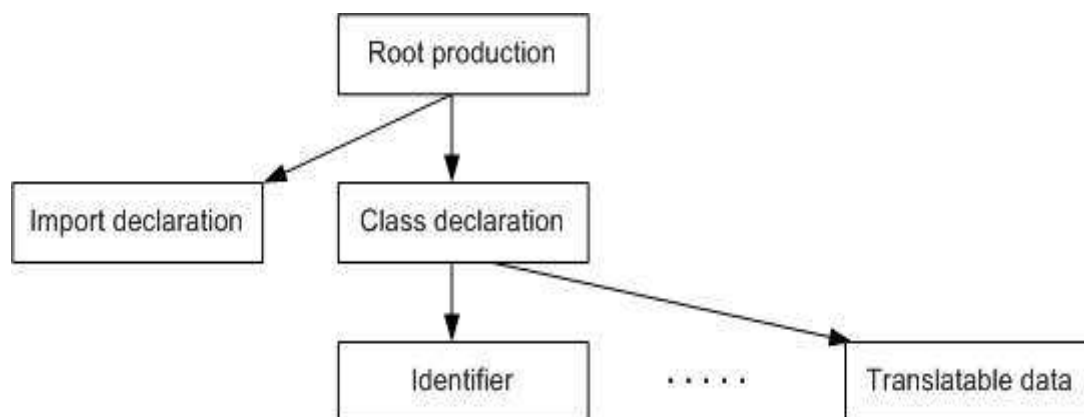 Root production
Import declaration
Class declaration
Identifier
.....
Translatable data